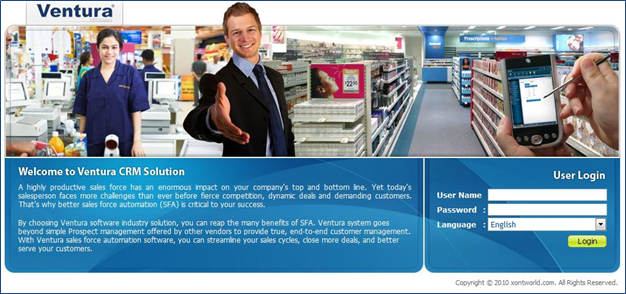 Ventura®
22.99
Prescriptions
Welcome to Ventura CRM Solution
A highly productive sales force has an enormous impact on your company's top and bottom line. Yet today's
salesperson faces more challenges than ever before fierce competition, dynamic deals and demanding customers.
That's why better sales force automation (SFA) is critical to your success.
By choosing Ventura software industry solution, you can reap the many benefits of SFA. Ventura system goes
beyond simple Prospect management offered by other vendors to provide true, end-to-end customer management.
With Ventura sales force automation software, you can streamline your sales cycles, close more deals, and better
serve your customers.
User Login
User Name
Password :
Language : English
Login
Copyright © 2010 xontworld.com. All Rights Reserved.